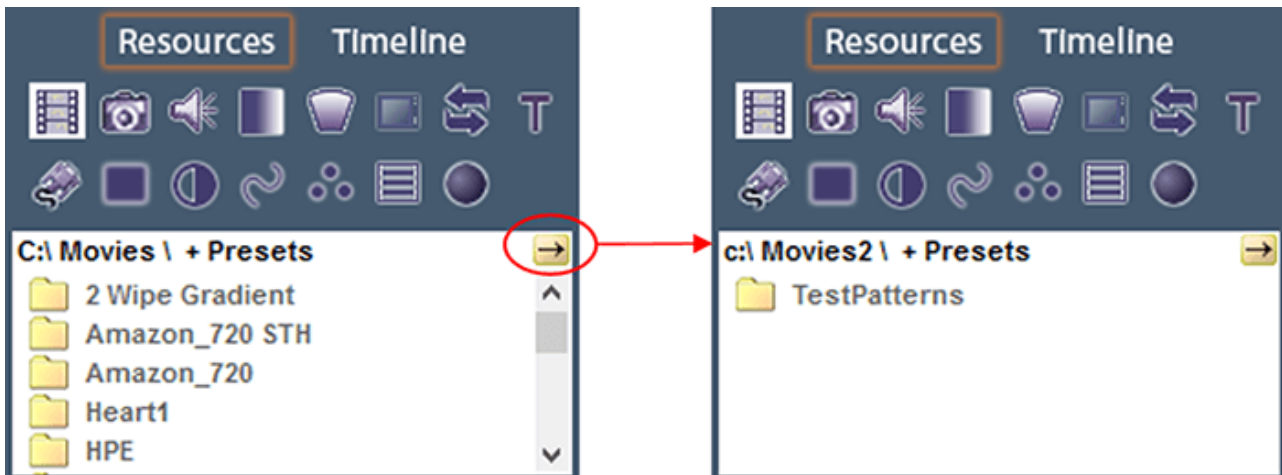 Resources Timeline
T
C:\ Movies \ + Presets
2 Wipe Gradient
Amazon_720 STH
Amazon_720
Heart1
HPE
Resources Timeline
T
c:\ Movies2 \ + Presets
TestPatterns